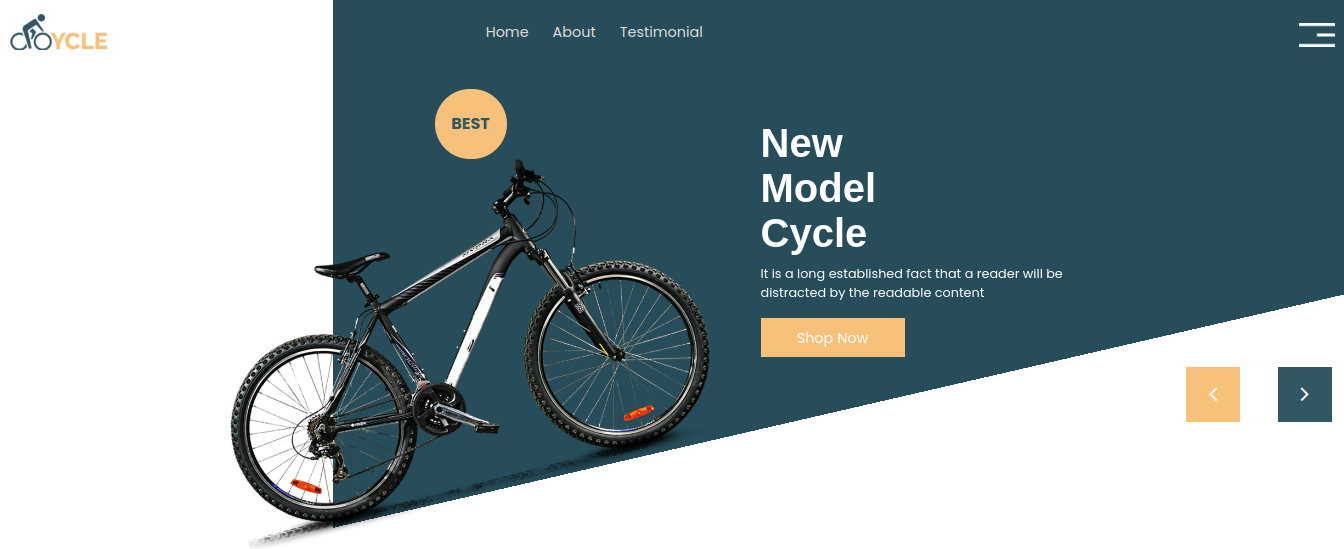 YCLE
Home About Testimonial
BEST
New
Model
Cycle
It is a long established fact that a reader will be
distracted by the readable content
Shop Now